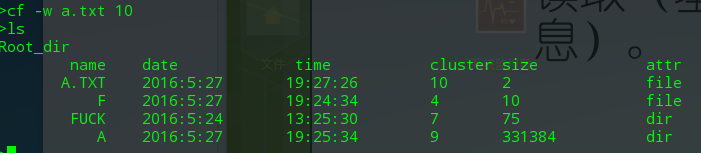 >cf -w a.txt 10
>ls
Root_dir
name date time cluster size attr
A.TXT 2016:5:27 19:27:26 10 2 file
F 2016:5:27 19:24:34 4 10 file
FUCK 2016:5:24 13:25:30 7 75 dir
A 2016:5:27 19:25:34 9 331384 dir
>
读取（
息）。
文件